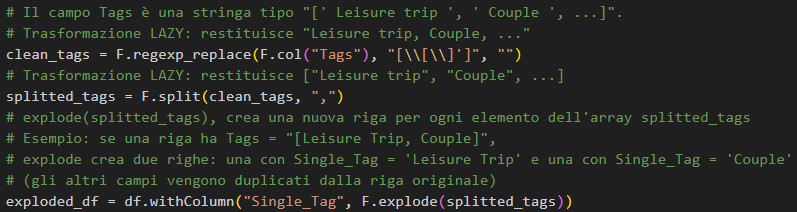 # Il campo Tags è una stringa tipo "[' Leisure trip ', ' Couple ', ...]".
# Trasformazione LAZY: restituisce "Leisure trip, Couple, ..."
clean_tags = F.regexp_replace(F.col("Tags"), "[\\[\\]']", "")
# Trasformazione LAZY: restituisce ["Leisure trip", "Couple", ...]
splitted_tags = F.split(clean_tags, ",")
# explode(splitted_tags), crea una nuova riga per ogni elemento dell'array splitted_tags
# Esempio: se una riga ha Tags = "[Leisure Trip, Couple]",
# explode crea due righe: una con Single_Tag = 'Leisure Trip' e una con Single_Tag = 'Couple'
# (gli altri campi vengono duplicati dalla riga originale)
exploded_df = df.withColumn("Single_Tag", F.explode(splitted_tags))